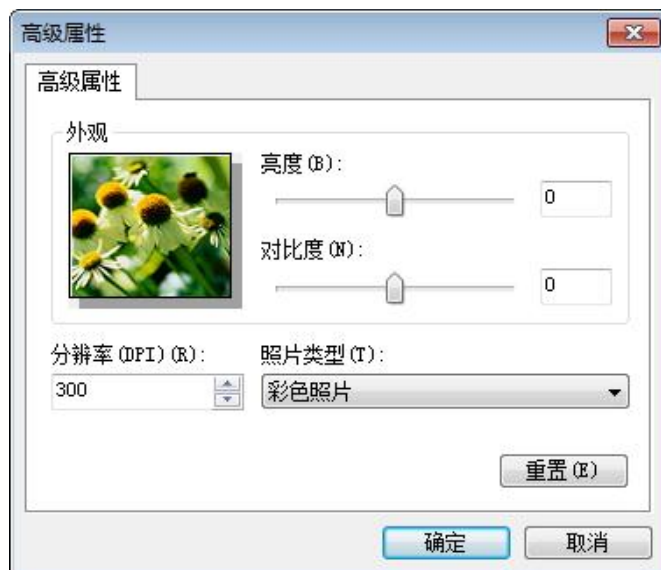 高级属性
高级属性
外观
亮度(B):
0
对比度(N):
0
分辨率(DPI)(R): 照片类型(T):
300 彩色照片
重置(E)
确定 取消